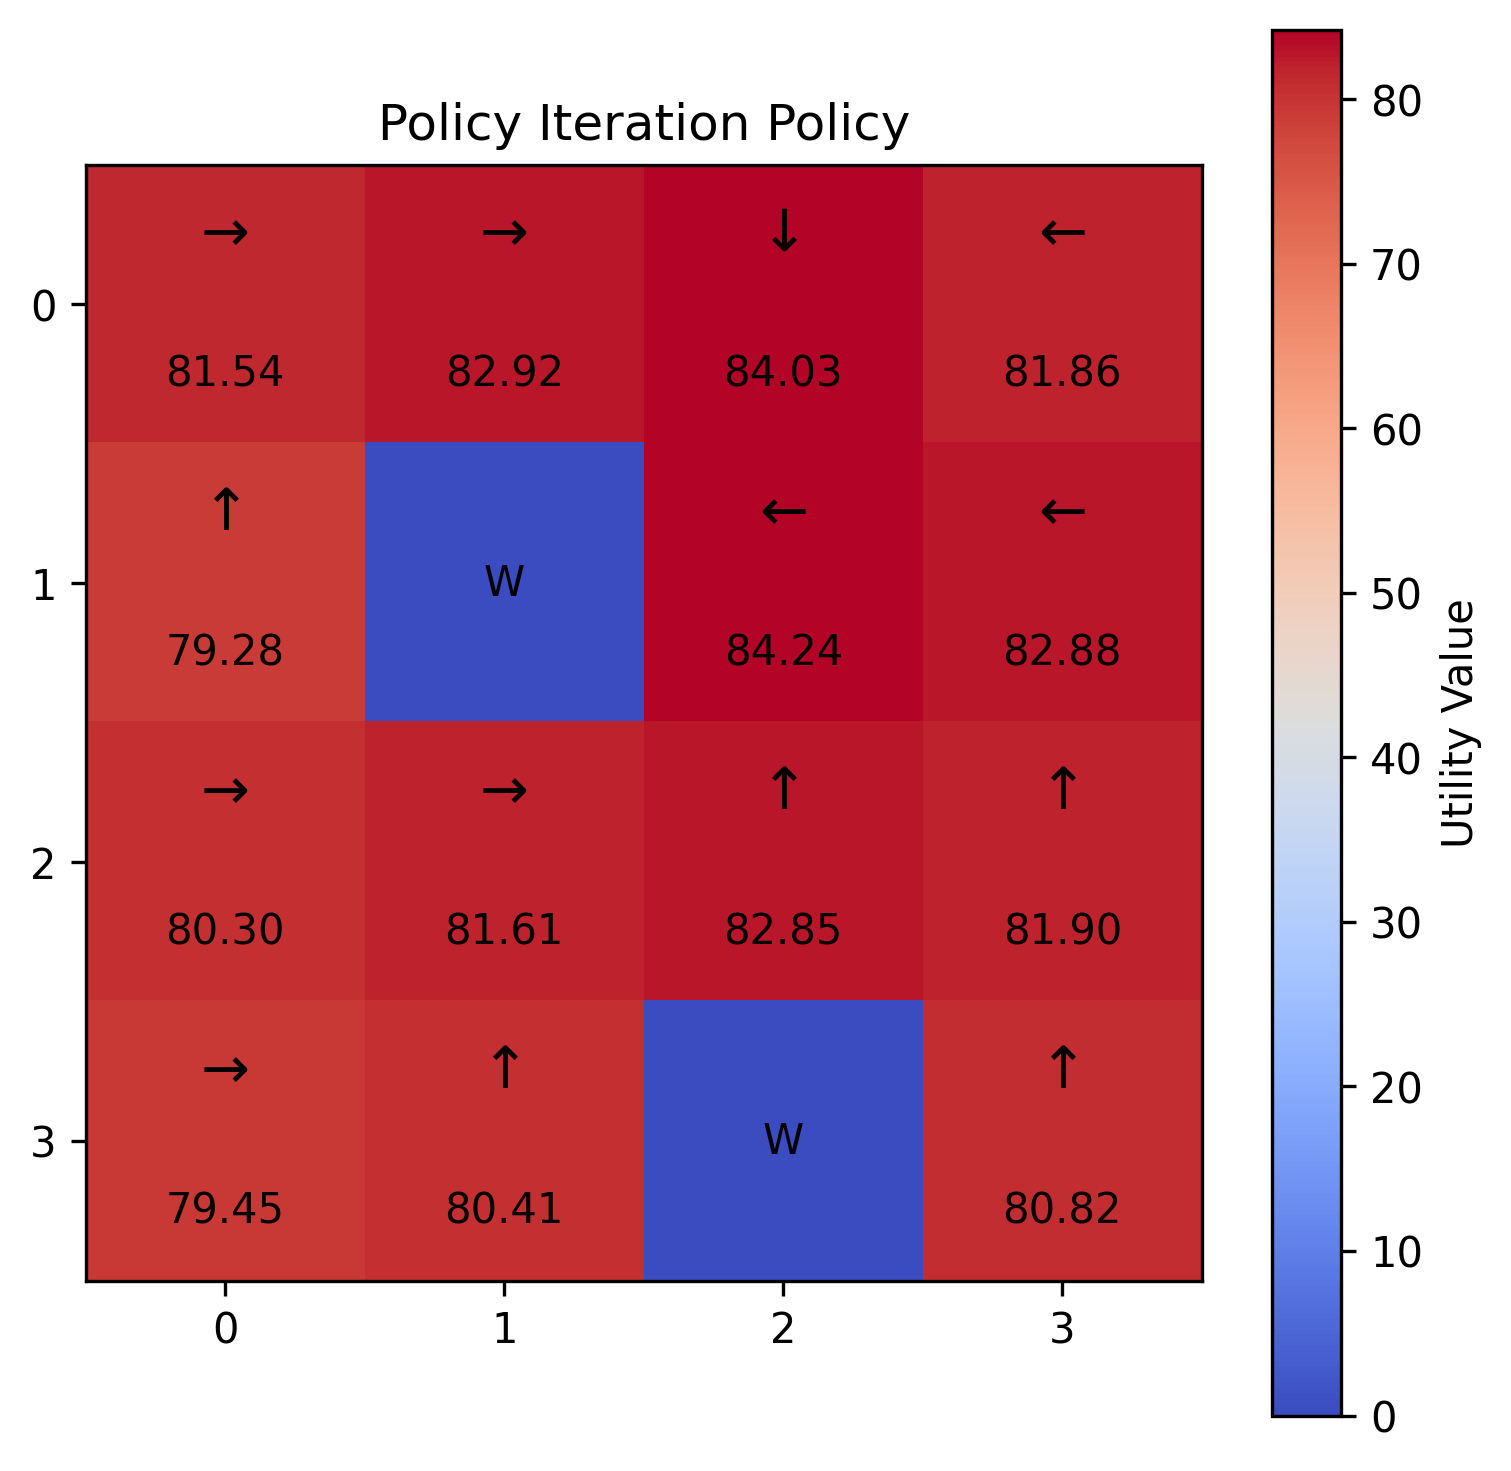 Policy Iteration Policy
→ → ↓ ←
0
81.54 82.92 84.03 81.86
↑ ← ←
1 W
79.28 84.24 82.88
→ → ↑ ↑
2
80.30 81.61 82.85 81.90
→ ↑ ↑
3 W
79.45 80.41 80.82
0 1 2 3
80
70
60
50
40
30
20
10
0
Utility Value